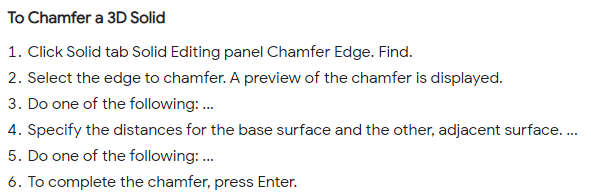 To Chamfer a 3D Solid
1. Click Solid tab Solid Editing panel Chamfer Edge. Find.
2. Select the edge to chamfer. A preview of the chamfer is displayed.
3. Do one of the following: ...
4. Specify the distances for the base surface and the other, adjacent surface. ...
5. Do one of the following: ...
6. To complete the chamfer, press Enter.